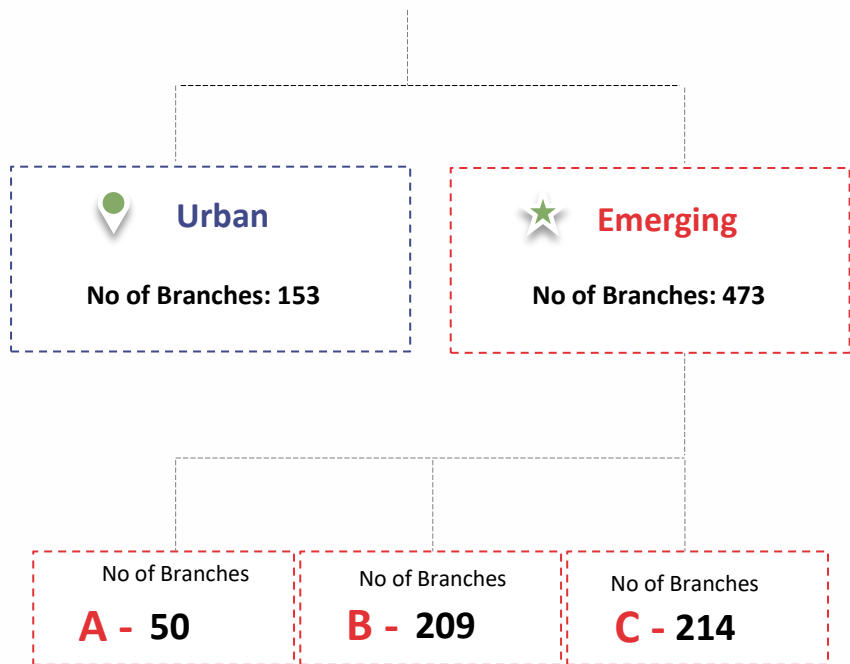 Urban
No of Branches: 153
Emerging
No of Branches: 473
No of Branches
A - 50
No of Branches
B - 209
No of Branches
C - 214